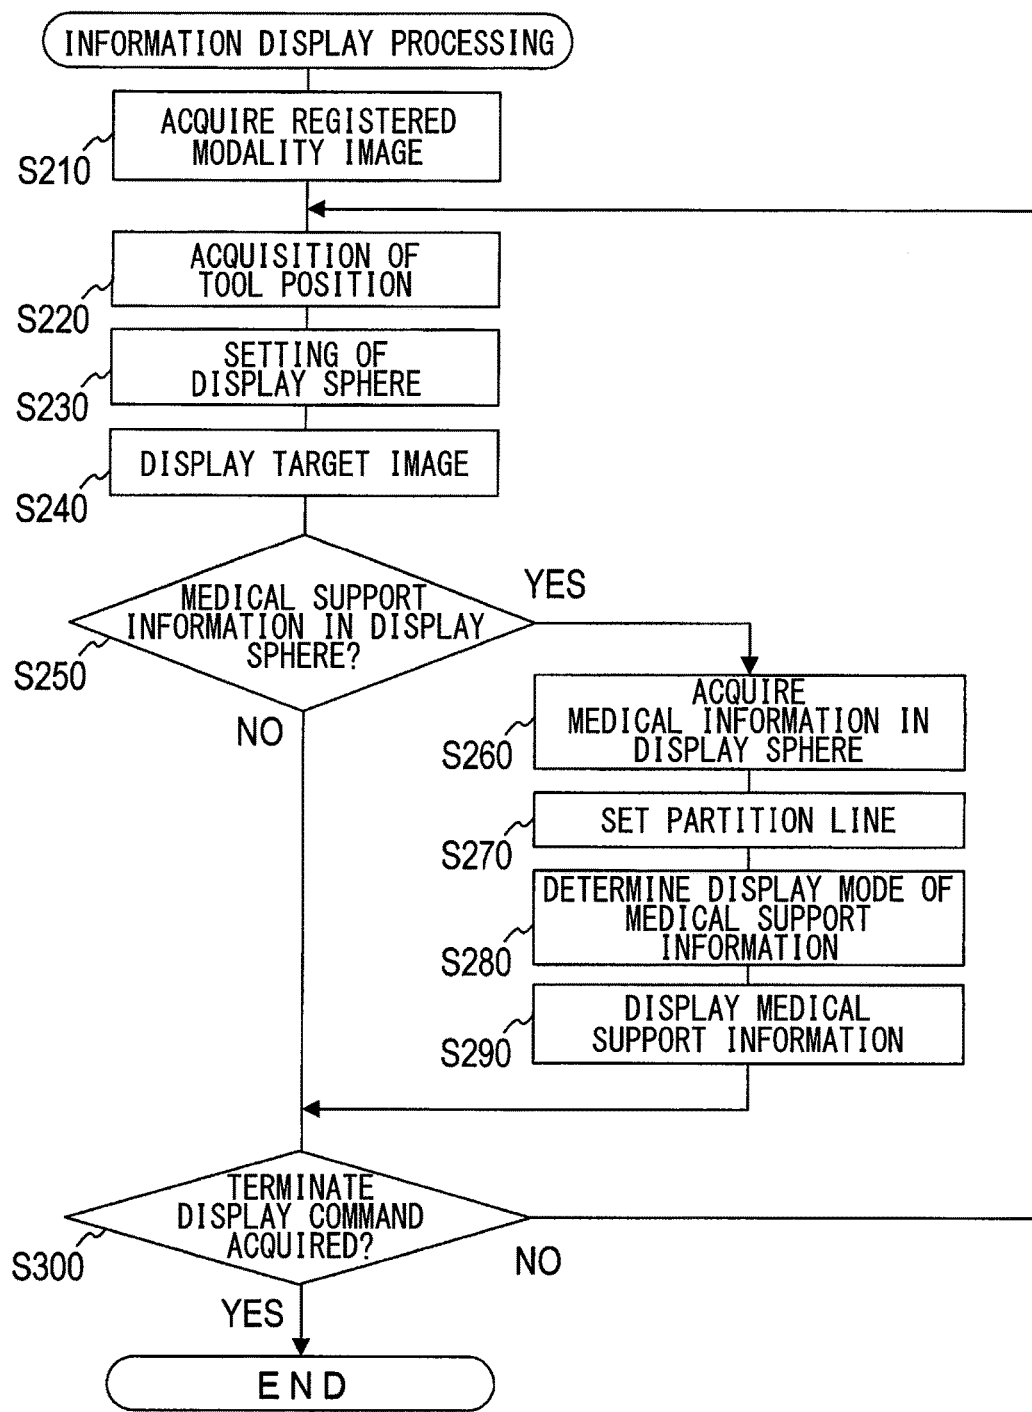 INFORMATION DISPLAY PROCESSING
ACQUIRE REGISTERED
MODALITY IMAGE
S210
ACQUISITION OF
TOOL POSITION
S220
SETTING OF
DISPLAY SPHERE
S230
DISPLAY TARGET IMAGE
S240
MEDICAL SUPPORT
INFORMATION IN DISPLAY
SPHERE?
S250
YES
NO
ACQUIRE
MEDICAL INFORMATION IN
DISPLAY SPHERE
S260
SET PARTITION LINE
S270
DETERMINE DISPLAY MODE OF
MEDICAL SUPPORT
INFORMATION
S280
DISPLAY MEDICAL
SUPPORT INFORMATION
S290
TERMINATE
DISPLAY COMMAND
ACQUIRED?
S300
NO
YES
END